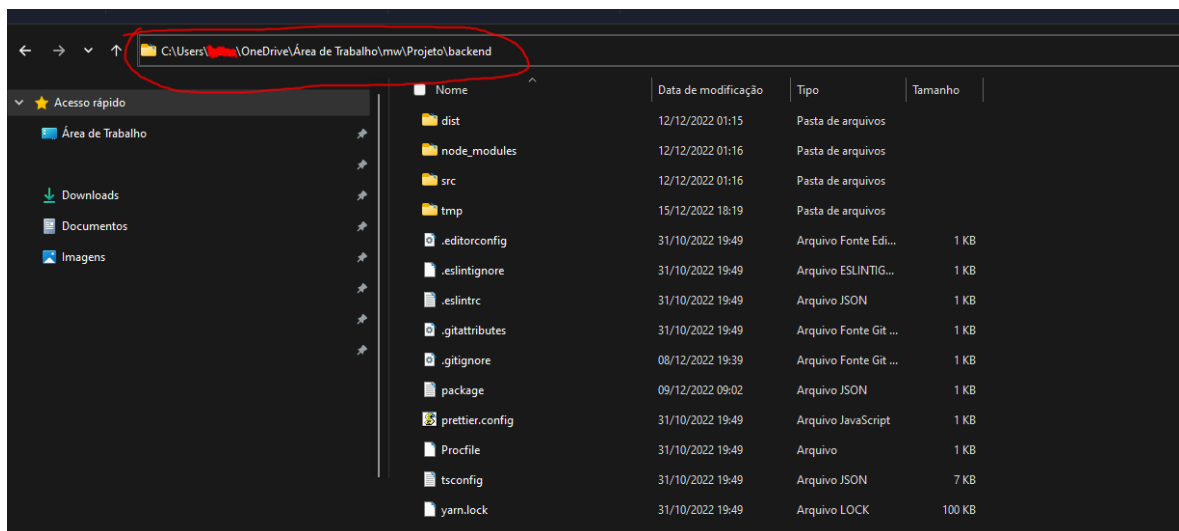 C:\Users\ \OneDrive\Área de Trabalho\mw\Projeto\backend
Acesso rápido
Área de Trabalho
Downloads
Documentos
Imagens
Nome Data de modificação Tipo Tamanho
dist 12/12/2022 01:15 Pasta de arquivos
node_modules 12/12/2022 01:16 Pasta de arquivos
src 12/12/2022 01:16 Pasta de arquivos
tmp 15/12/2022 18:19 Pasta de arquivos
.editorconfig 31/10/2022 19:49 Arquivo Fonte Edi... 1 KB
.eslintignore 31/10/2022 19:49 Arquivo ESLINTIG... 1 KB
.eslintrc 31/10/2022 19:49 Arquivo JSON 1 KB
.gitattributes 31/10/2022 19:49 Arquivo Fonte Git ... 1 KB
.gitignore 08/12/2022 19:39 Arquivo Fonte Git ... 1 KB
package 09/12/2022 09:02 Arquivo JSON 1 KB
prettier.config 31/10/2022 19:49 Arquivo JavaScript 1 KB
Procfile 31/10/2022 19:49 Arquivo 1 KB
tsconfig 31/10/2022 19:49 Arquivo JSON 7 KB
yarn.lock 31/10/2022 19:49 Arquivo LOCK 100 KB